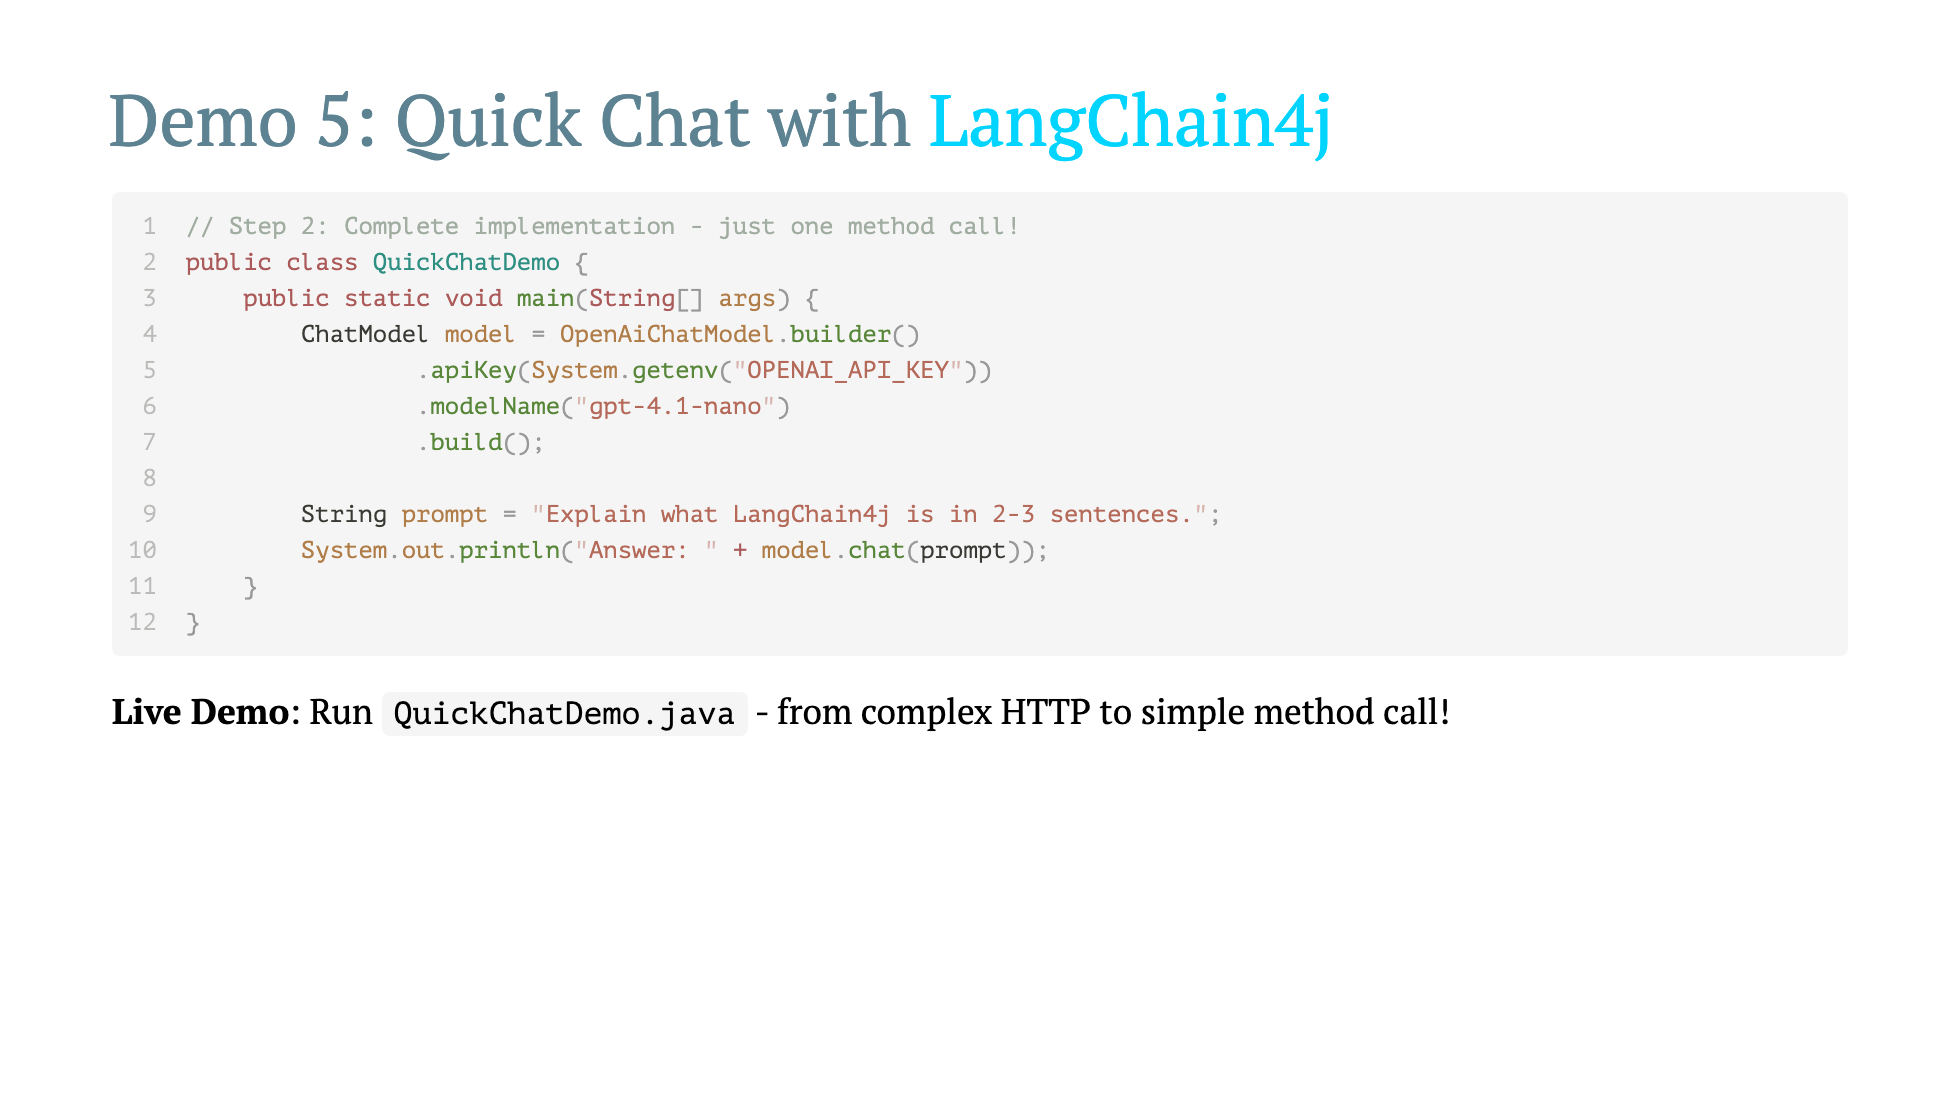 Demo 5: Quick Chat with LangChain4j
1 // Step 2: Complete implementation - just one method call!
2 public class QuickChatDemo {
3     public static void main(String[] args) {
4         ChatModel model = OpenAiChatModel.builder()
5                 .apiKey(System.getenv("OPENAI_API_KEY"))
6                 .modelName("gpt-4.1-nano")
7                 .build();
8
9         String prompt = "Explain what LangChain4j is in 2-3 sentences.";
10         System.out.println("Answer: " + model.chat(prompt));
11     }
12 }
Live Demo: Run QuickChatDemo.java - from complex HTTP to simple method call!